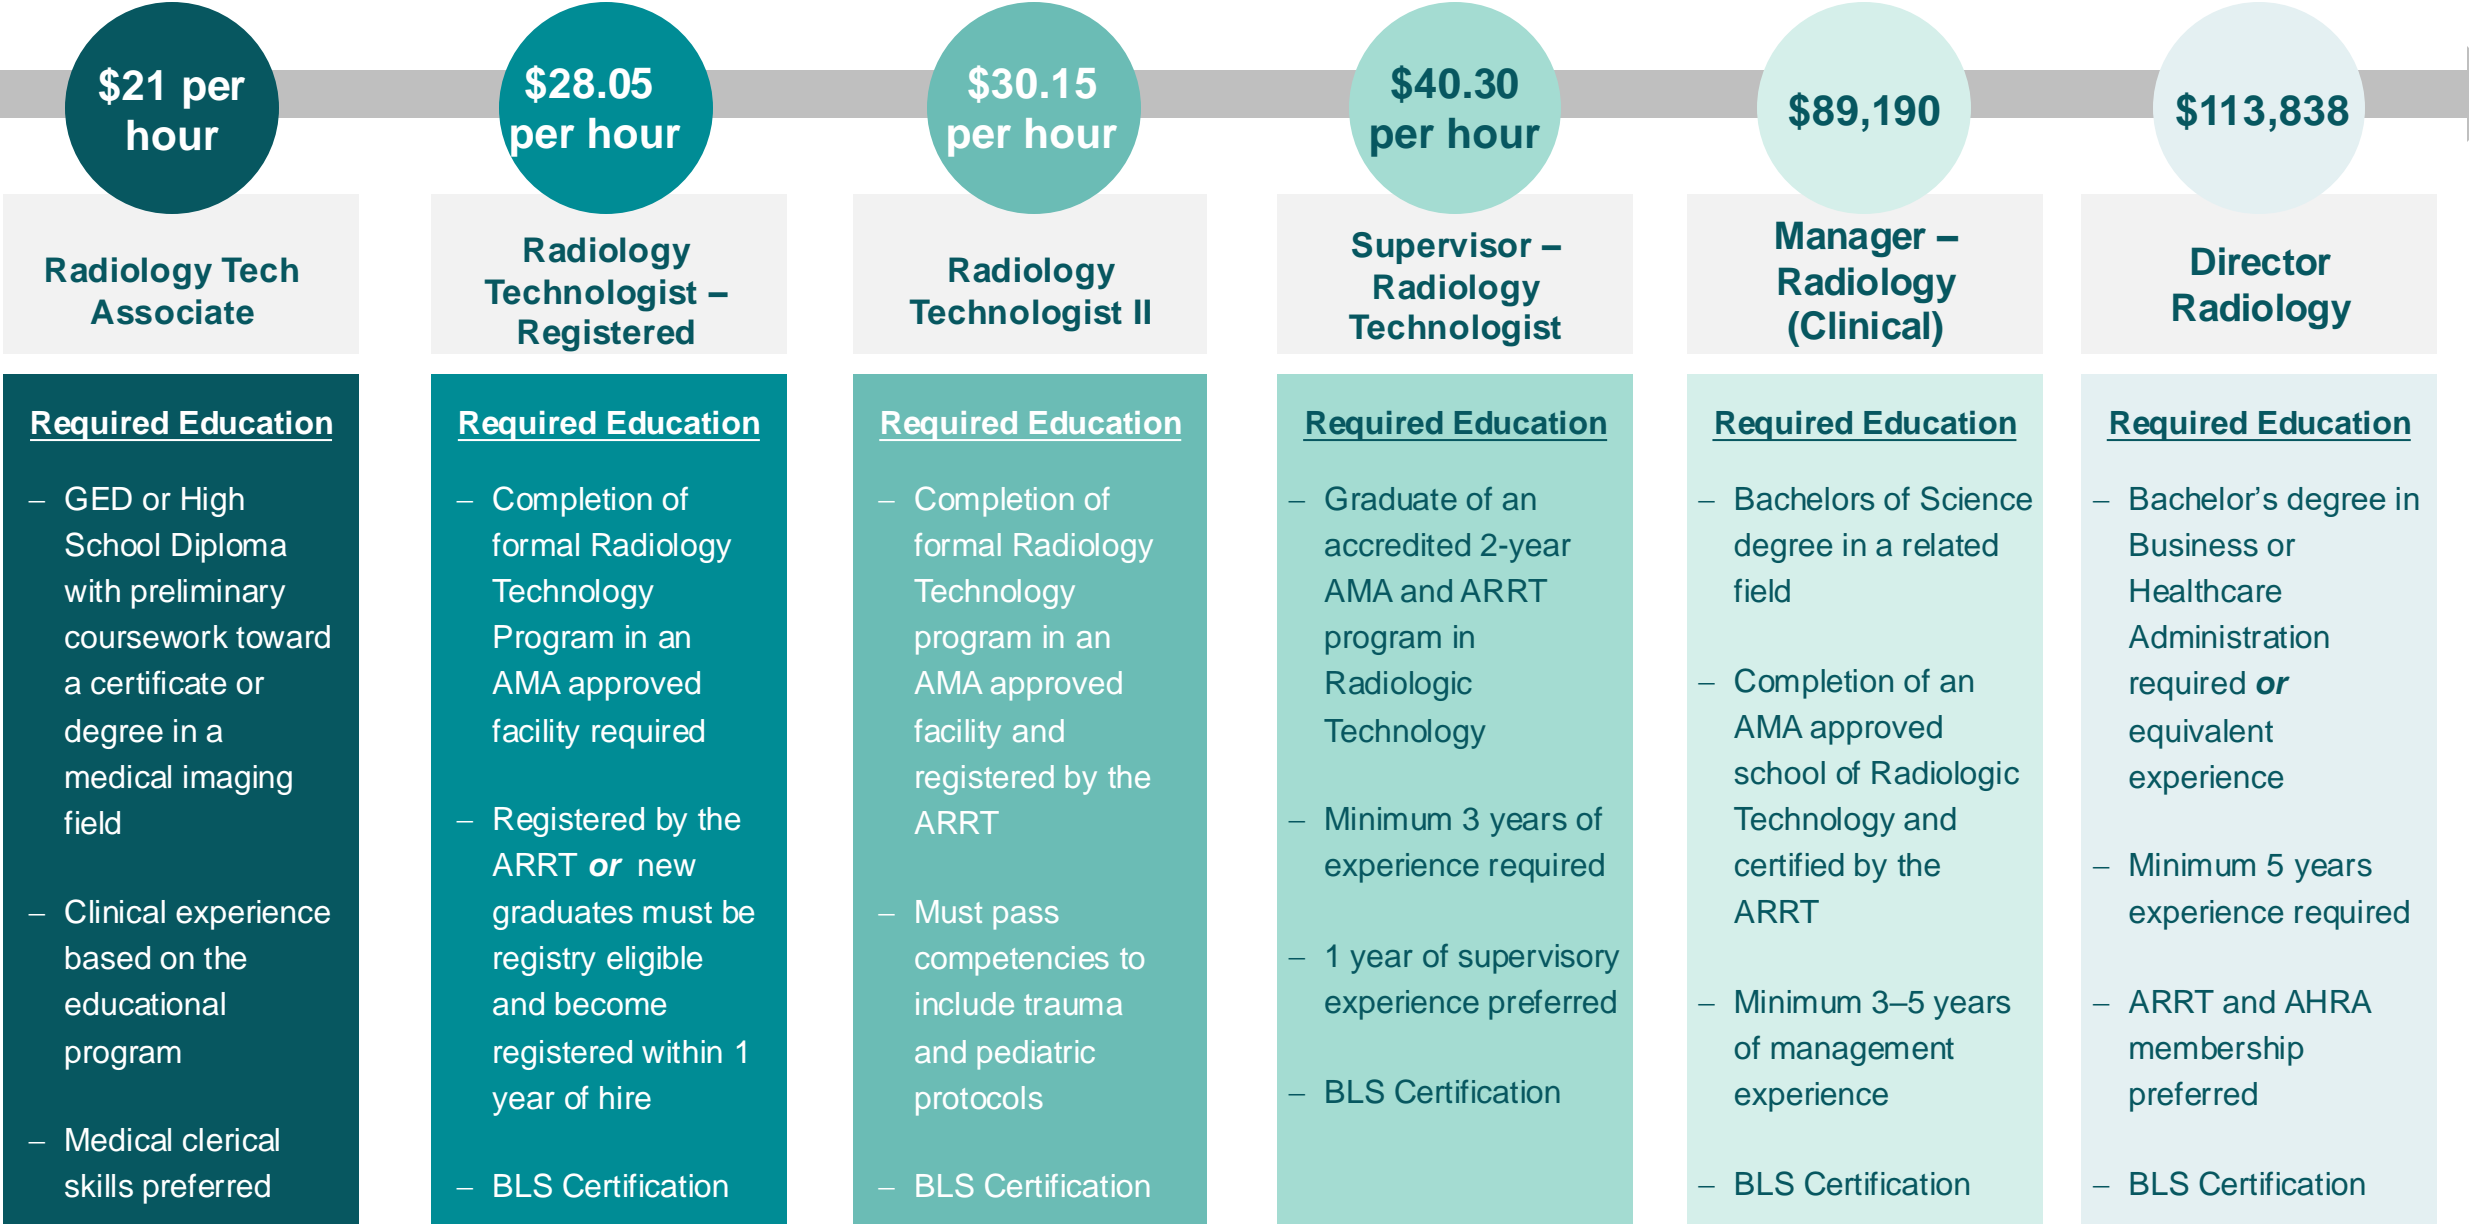 $21 per
hour
Radiology Tech
Associate
Required Education
– GED or High
School Diploma
with preliminary
coursework toward
a certificate or
degree in a
medical imaging
field
– Clinical experience
based on the
educational
program
– Medical clerical
skills preferred
$28.05
per hour
Radiology
Technologist –
Registered
Required Education
– Completion of
formal Radiology
Technology
Program in an
AMA approved
facility required
– Registered by the
ARRT or new
graduates must be
registry eligible
and become
registered within 1
year of hire
– BLS Certification
$30.15
per hour
Radiology
Technologist II
Required Education
– Completion of
formal Radiology
Technology
program in an
AMA approved
facility and
registered by the
ARRT
– Must pass
competencies to
include trauma
and pediatric
protocols
– BLS Certification
$40.30
per hour
Supervisor –
Radiology
Technologist
Required Education
– Graduate of an
accredited 2-year
AMA and ARRT
program in
Radiologic
Technology
– Minimum 3 years of
experience required
– 1 year of supervisory
experience preferred
– BLS Certification
$89,190
Manager –
Radiology
(Clinical)
Required Education
– Bachelors of Science
degree in a related
field
– Completion of an
AMA approved
school of Radiologic
Technology and
certified by the
ARRT
– Minimum 3–5 years
of management
experience
– BLS Certification
$113,838
Director
Radiology
Required Education
– Bachelor’s degree in
Business or
Healthcare
Administration
required or
equivalent
experience
– Minimum 5 years
experience required
– ARRT and AHRA
membership
preferred
– BLS Certification